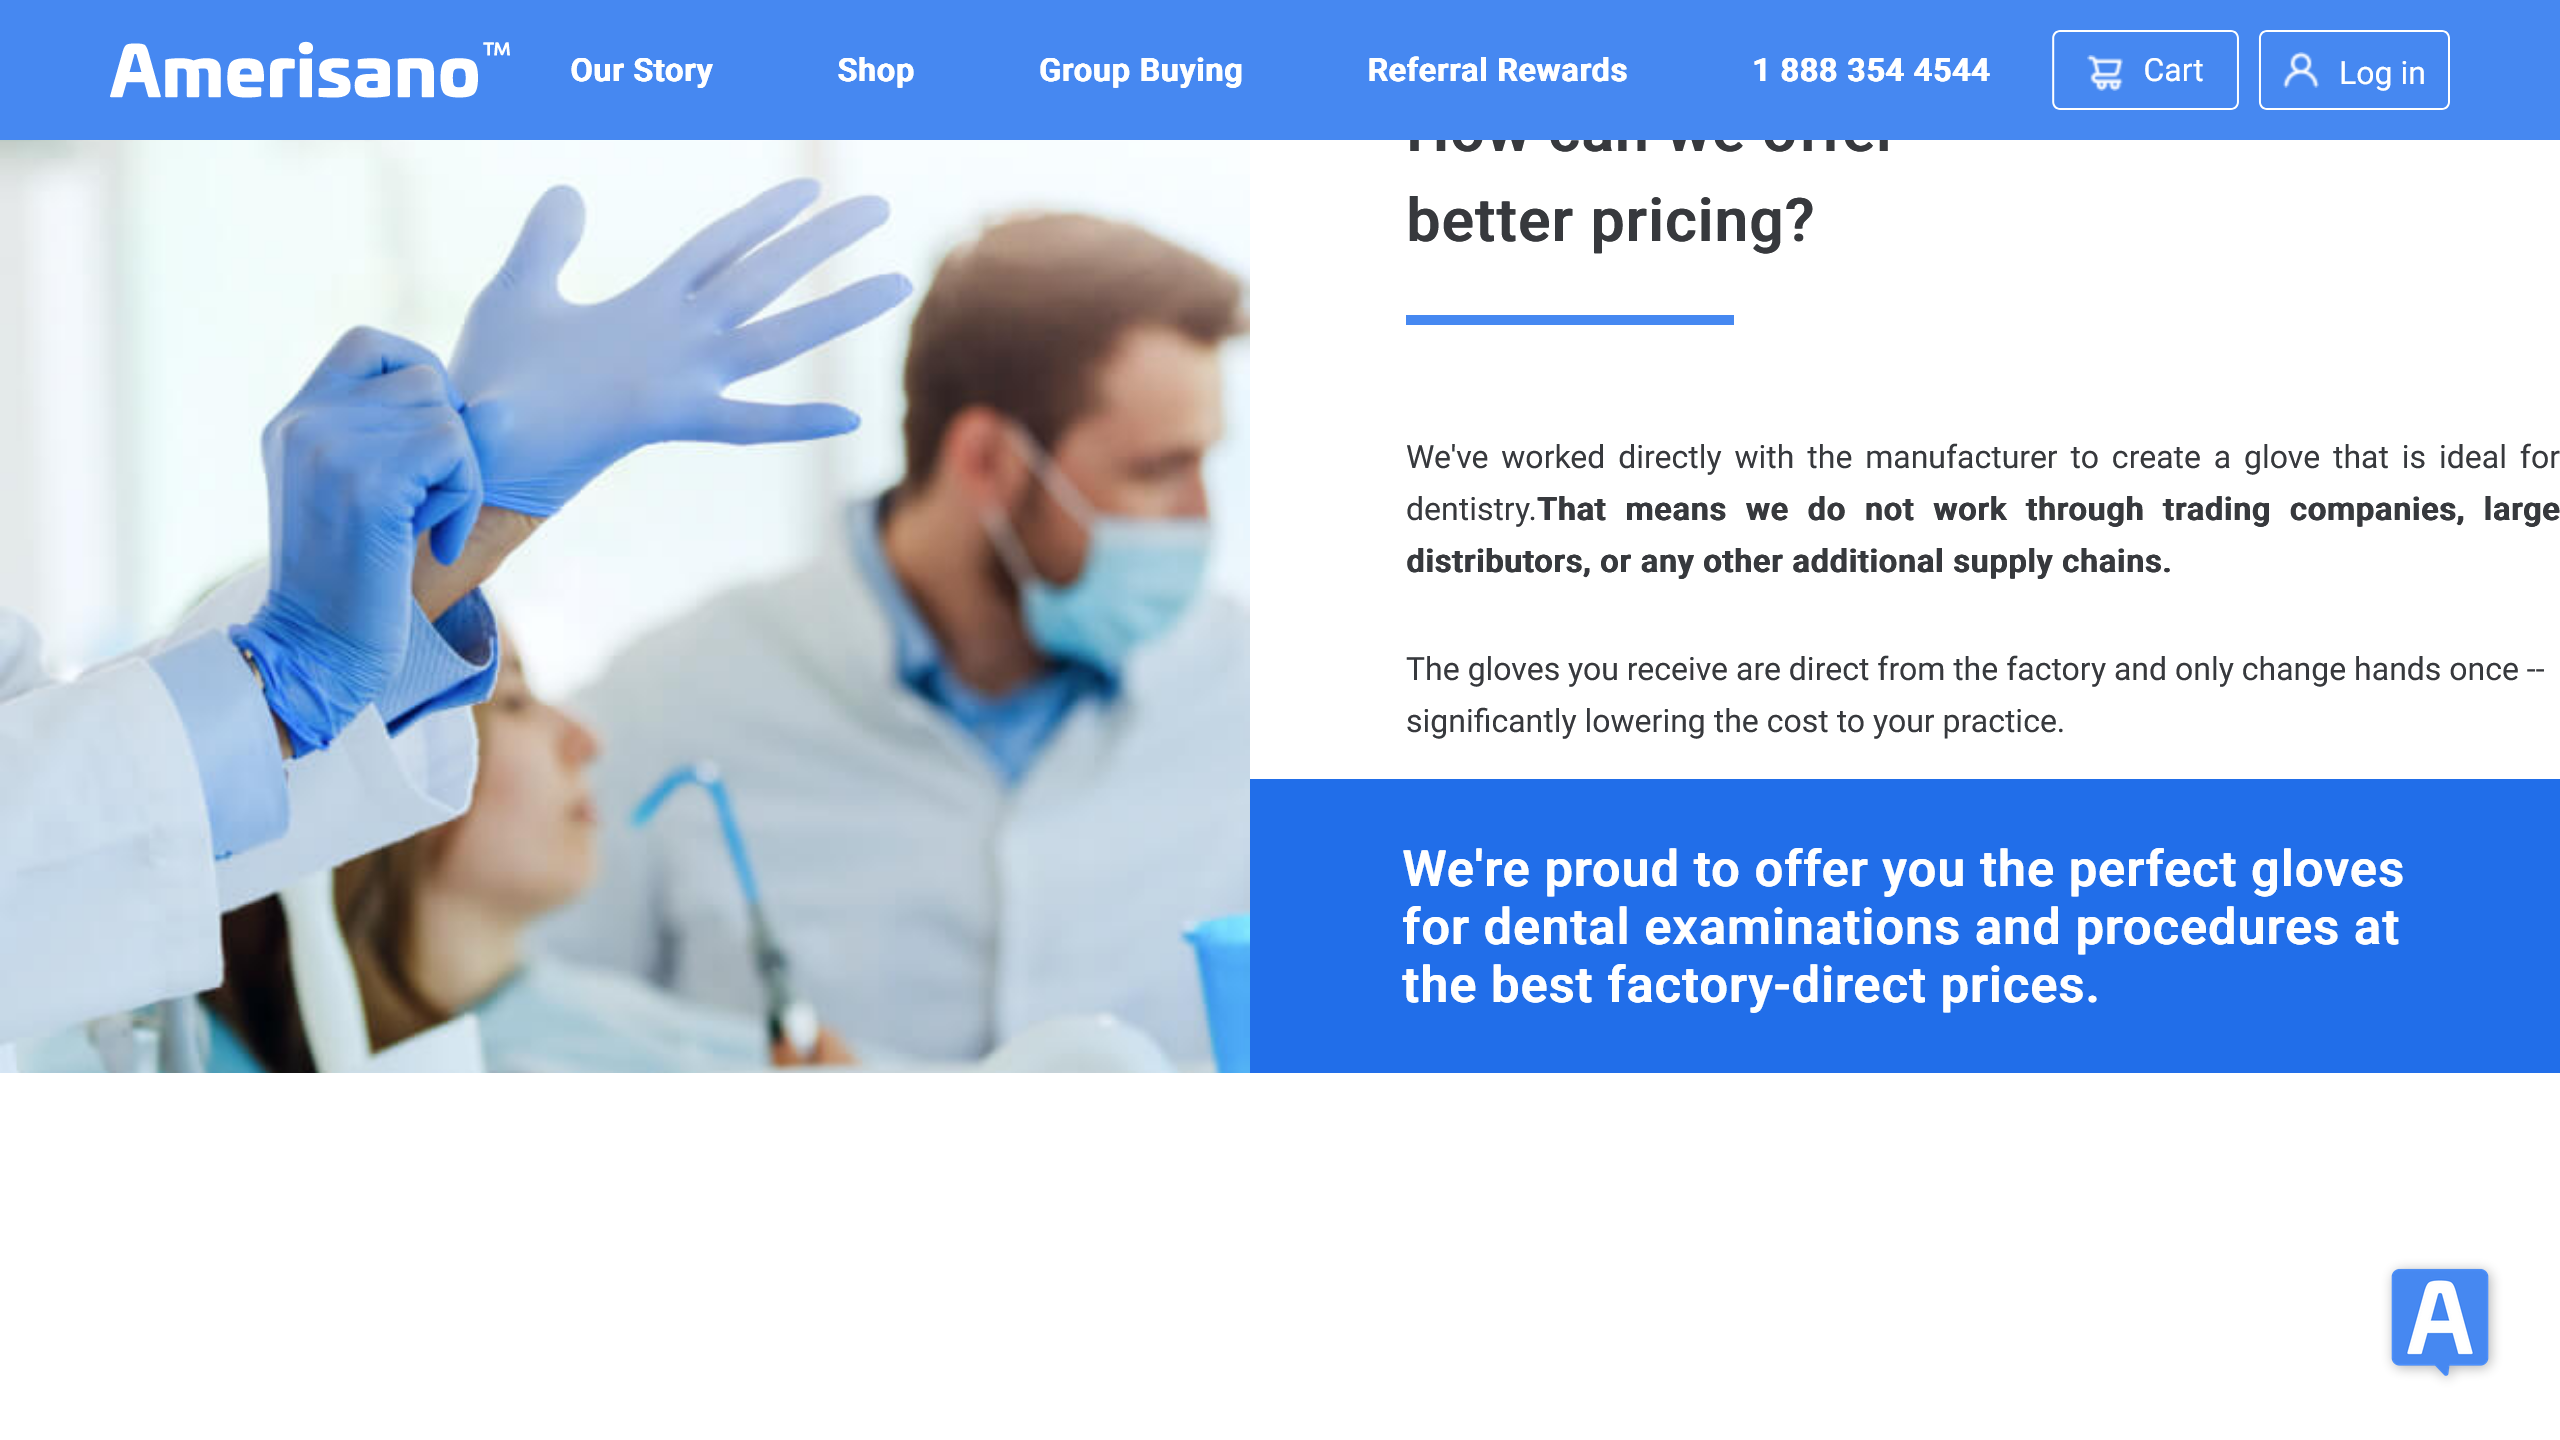 Amerisano™
Our Story
Shop
Group Buying
Referral Rewards
1 888 354 4544
Cart
Log in
How can we offer
better pricing?
We've worked directly with the manufacturer to create a glove that is ideal for
dentistry.That means we do not work through trading companies, large
distributors, or any other additional supply chains.
The gloves you receive are direct from the factory and only change hands once --
significantly lowering the cost to your practice.
We're proud to offer you the perfect gloves
for dental examinations and procedures at
the best factory-direct prices.
A